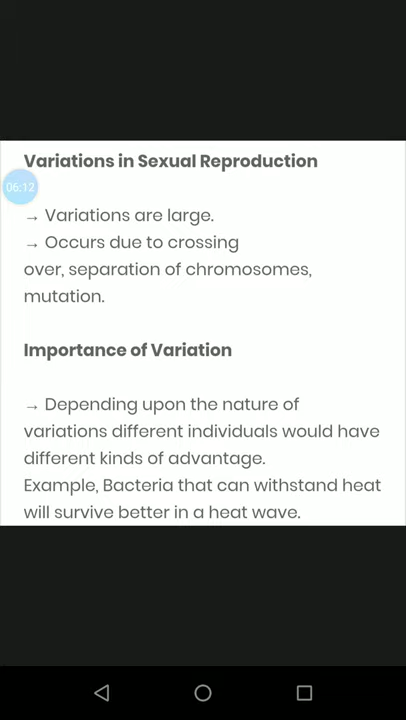 Variations in Sexual Reproduction
06:12
→ Variations are large.
→ Occurs due to crossing
over, separation of chromosomes,
mutation.
Importance of Variation
→ Depending upon the nature of
variations different individuals would have
different kinds of advantage.
Example, Bacteria that can withstand heat
will survive better in a heat wave.